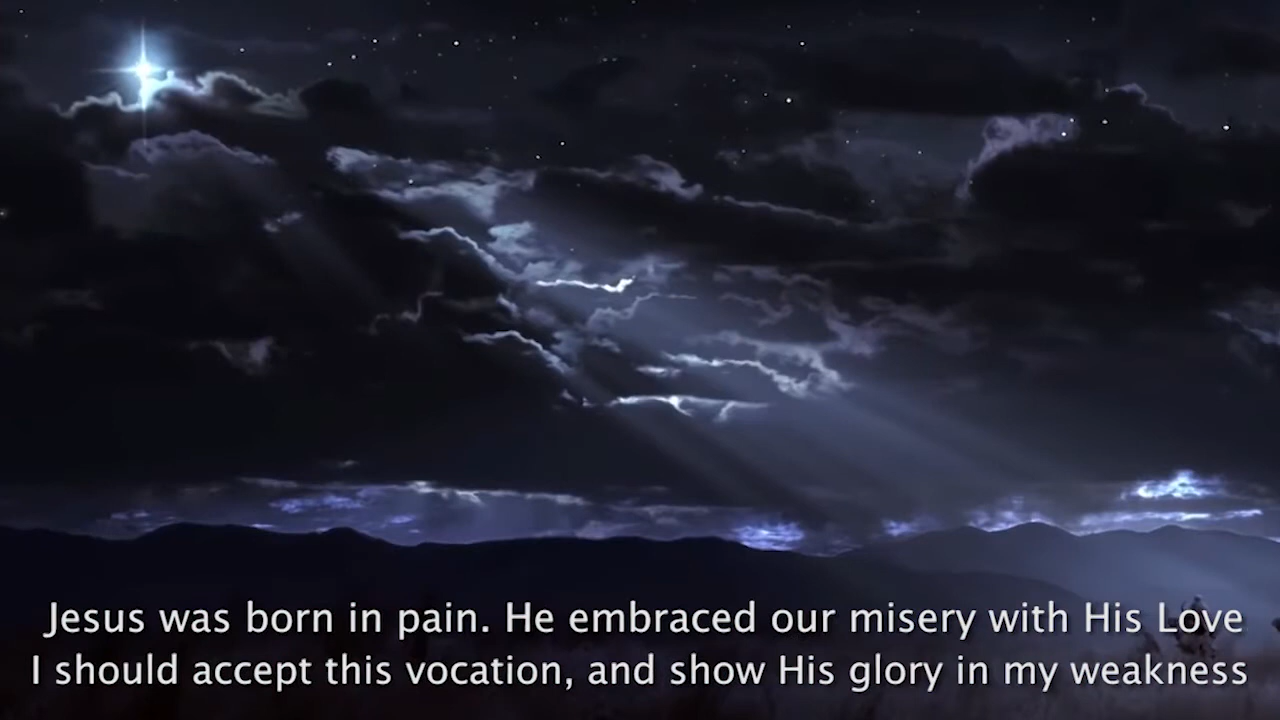 Jesus was born in pain. He embraced our misery with His Love
I should accept this vocation, and show His glory in my weakness